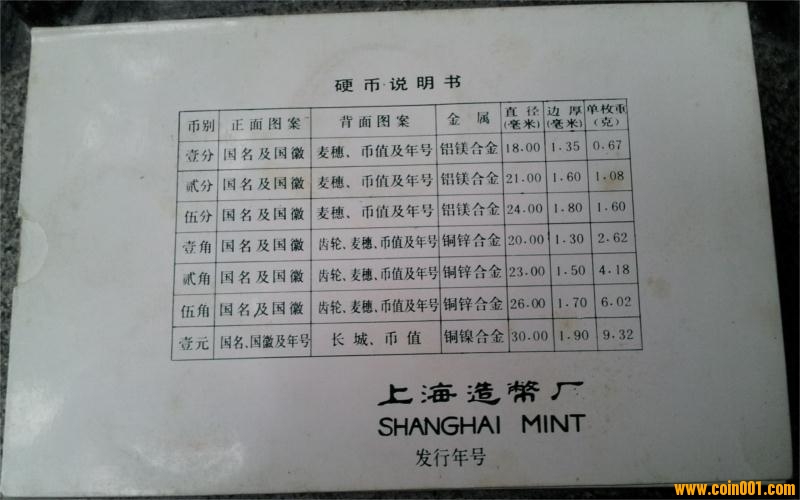 硬币说明书
币别 正面图案 背面图案 金属 直径(毫米) 边厚(毫米) 单枚重(克)
壹分 国名及国徽 麦穗、币值及年号 铝镁合金 18.00 1.35 0.67
贰分 国名及国徽 麦穗、币值及年号 铝镁合金 21.00 1.60 1.08
伍分 国名及国徽 麦穗、币值及年号 铝镁合金 24.00 1.80 1.60
壹角 国名及国徽 齿轮、麦穗、币值及年号 铜锌合金 20.00 1.30 2.62
贰角 国名及国徽 齿轮、麦穗、币值及年号 铜锌合金 23.00 1.50 4.18
伍角 国名及国徽 齿轮、麦穗、币值及年号 铜锌合金 26.00 1.70 6.02
壹元 国名、国徽及年号 长城、币值 铜镍合金 30.00 1.90 9.32
上海造幣厂
SHANGHAI MINT
发行年号
www.coin001.com